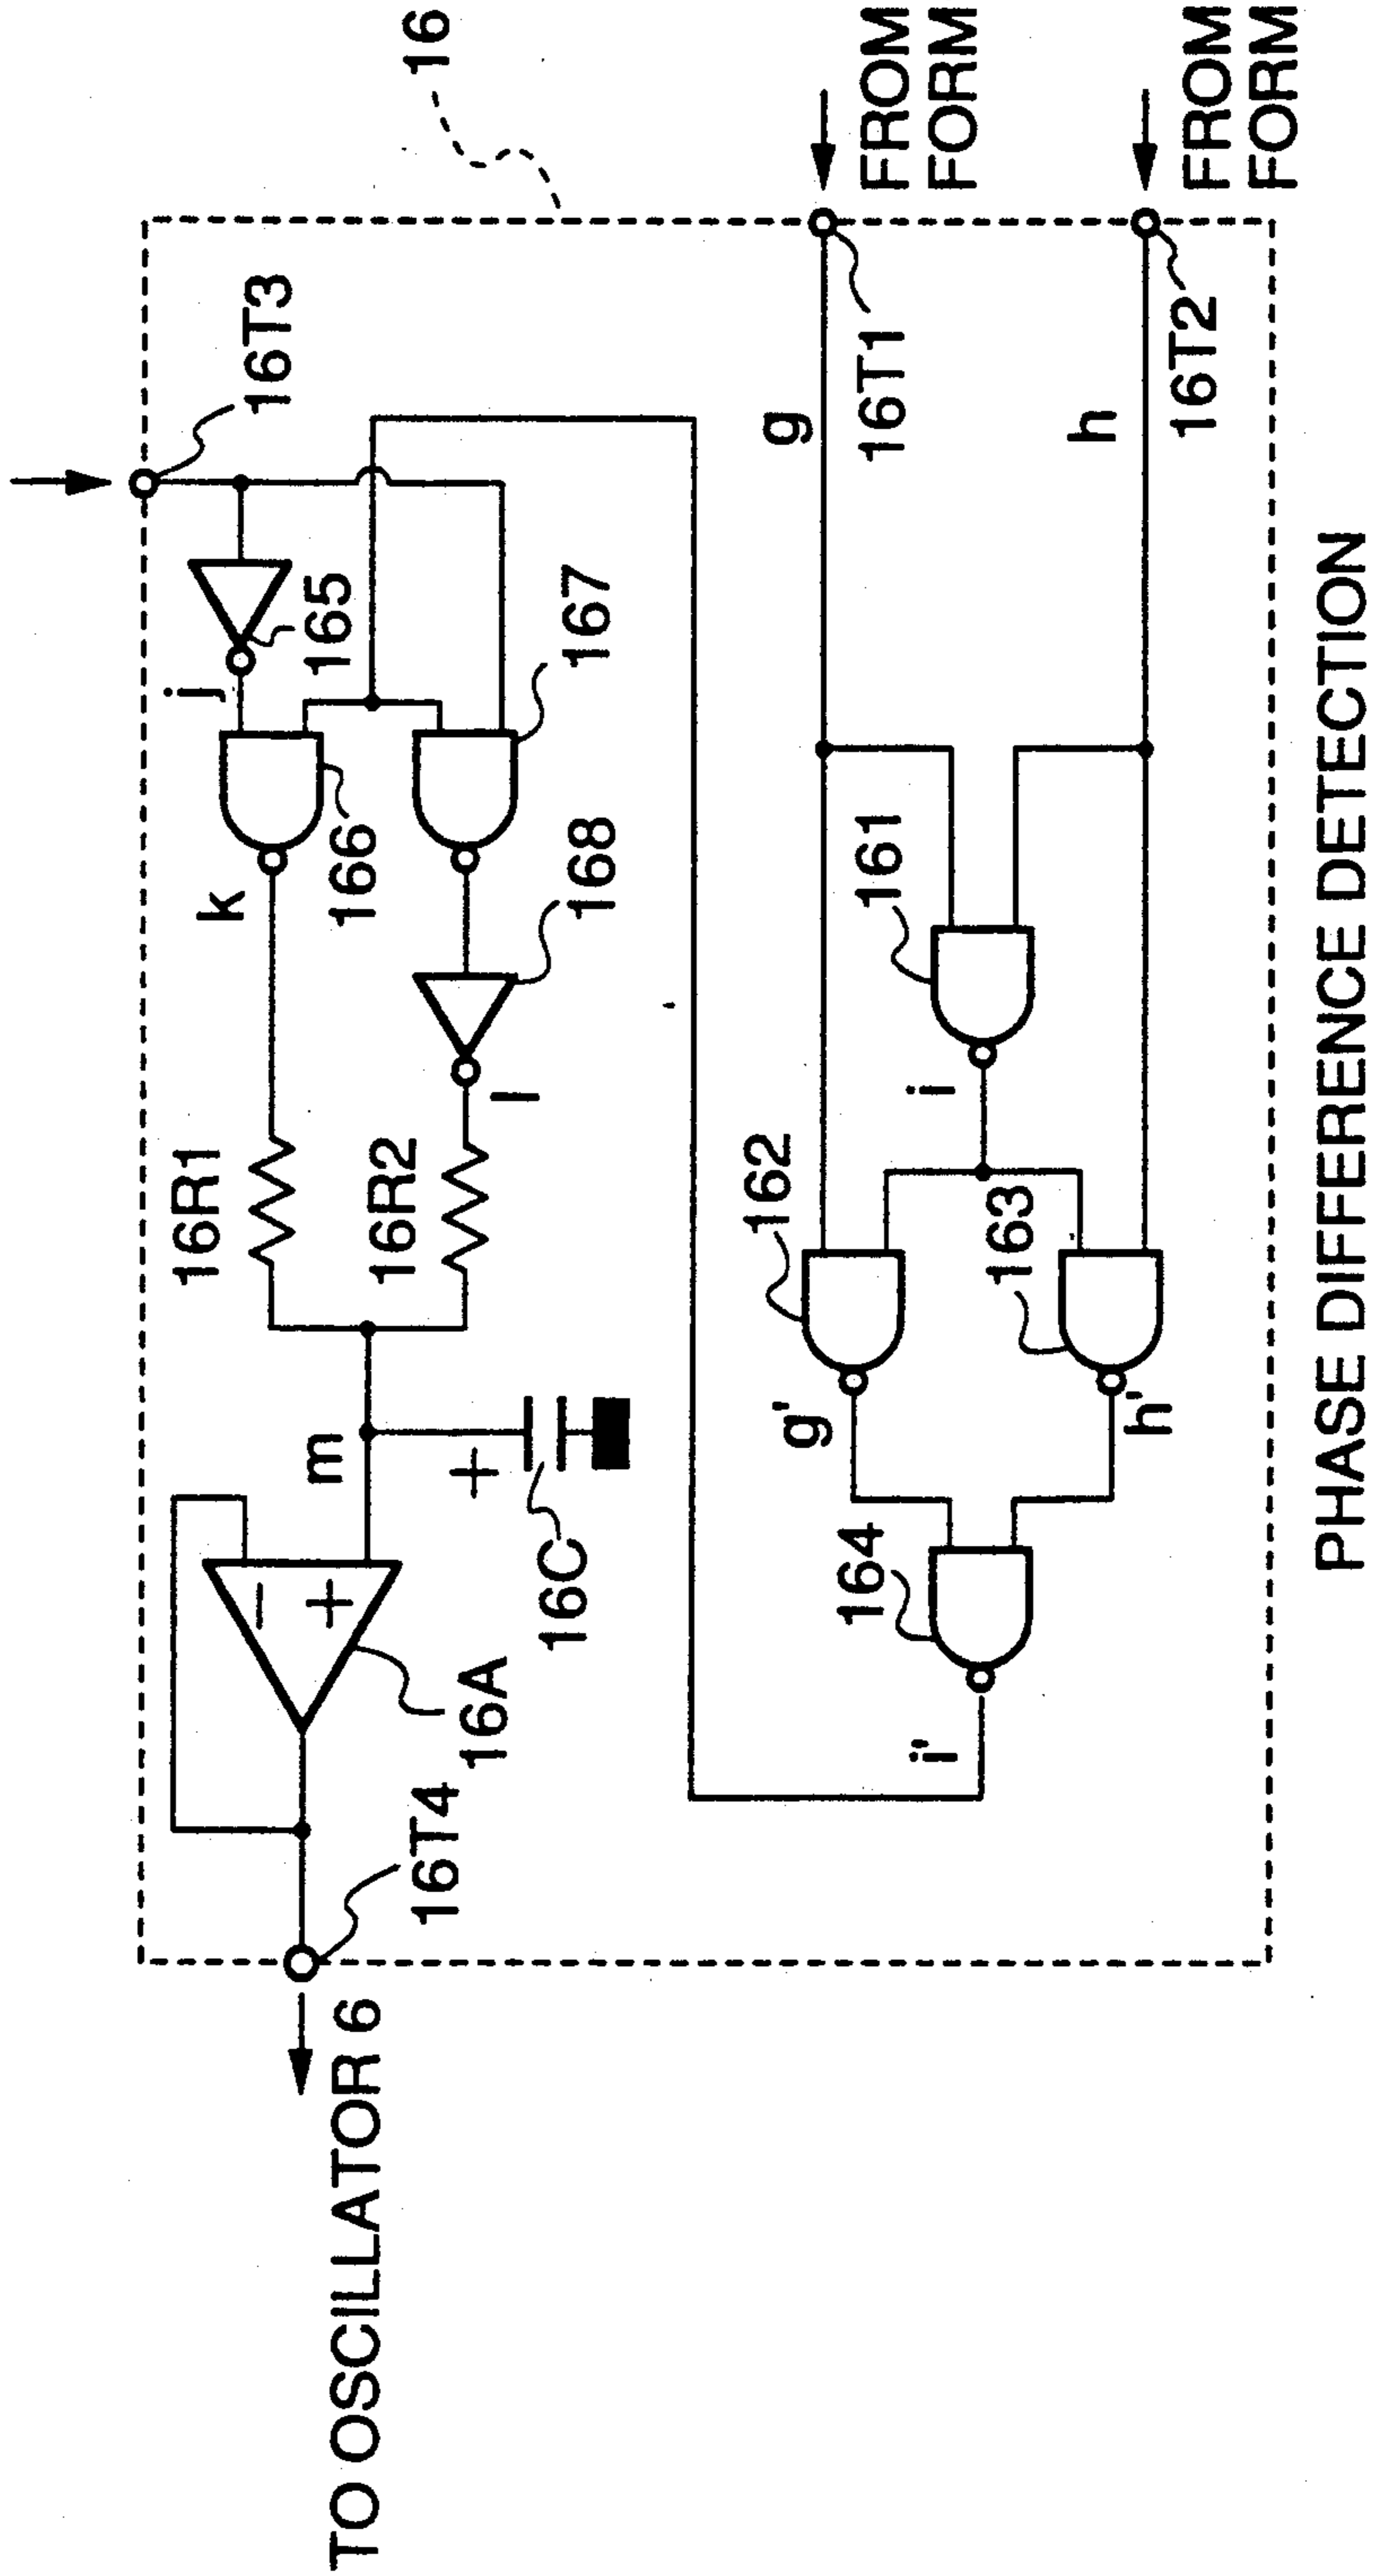 16
16T3
j
165
167
k
166
168
l
16R1
16R2
m
+
16C
−
+
16A
16T4
TO OSCILLATOR 6
FROM
FORM
FROM
FORM
g
16T1
h
16T2
161
i
162
163
g'
h'
164
i'
PHASE DIFFERENCE DETECTION